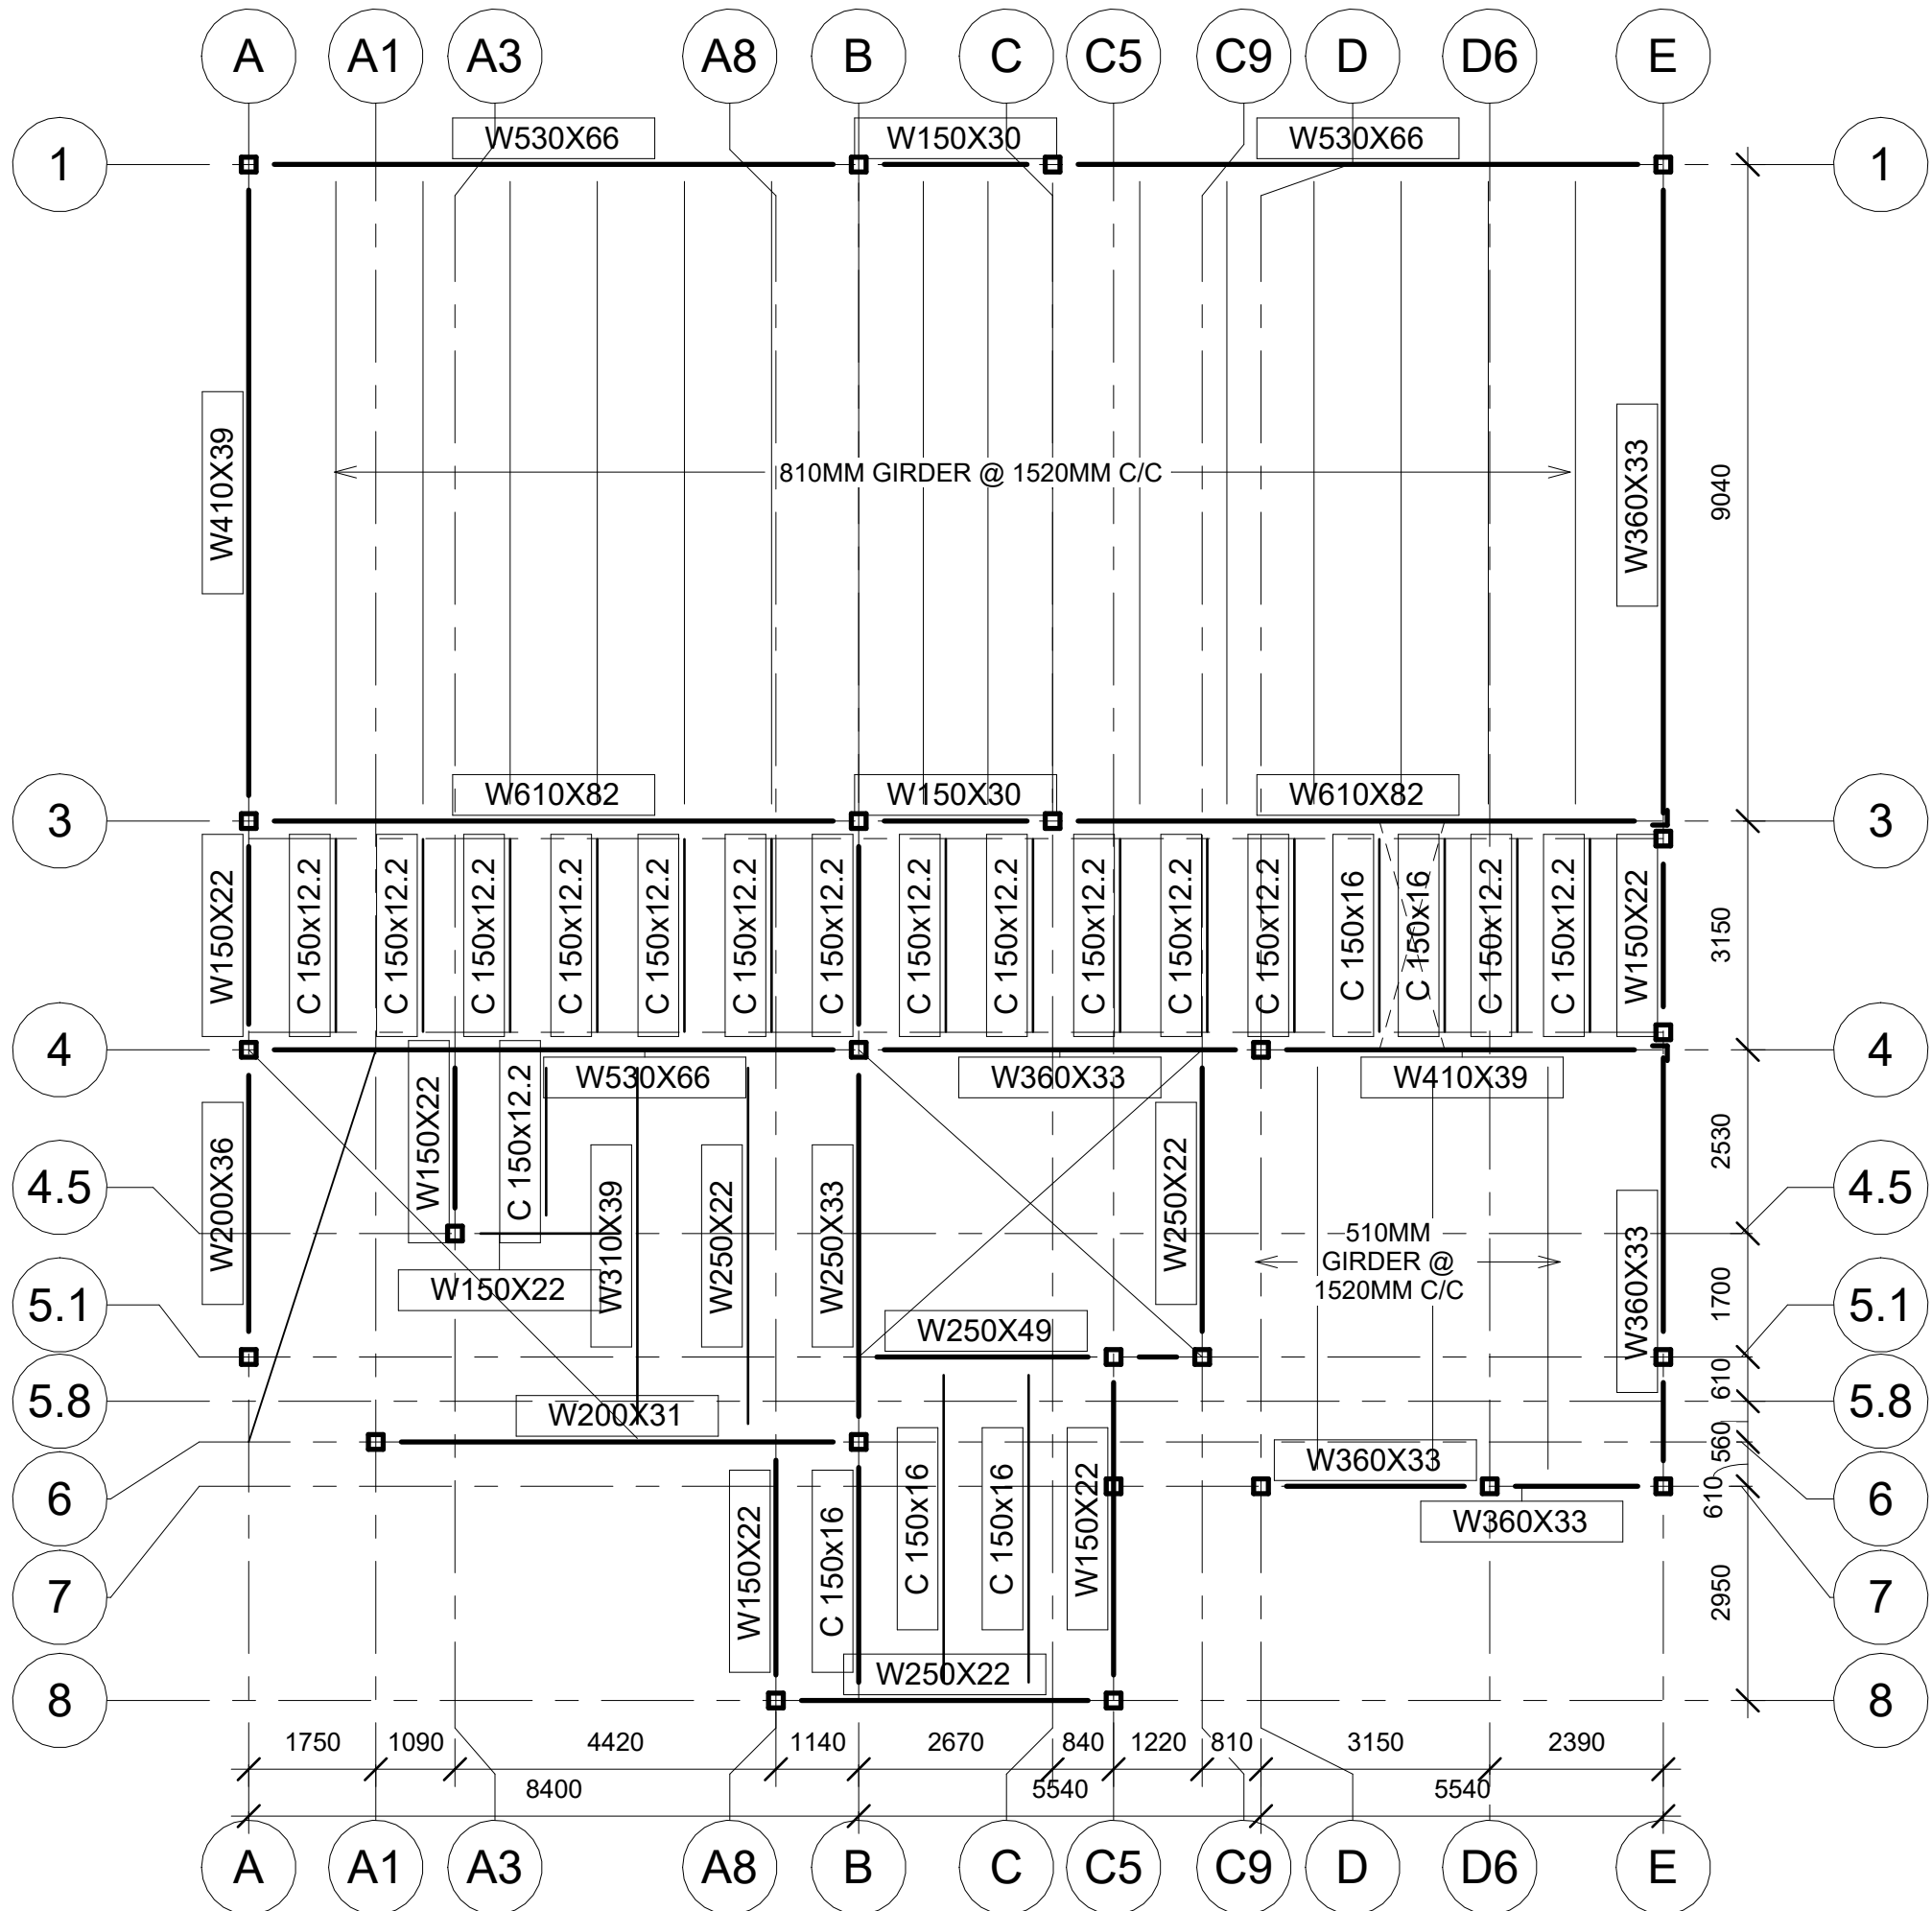 A A1 A3 A8 B C C5 C9 D D6 E
W530X66 W150X30 W530X66
1 1
W410X39 810MM GIRDER @ 1200MM C/C W360X33 9040
W610X82 W150X30 W610X82
3 3
W150X22 C 150x12.2 C 150x12.2 C 150x12.2 C 150x12.2 C 150x12.2 C 150x12.2 C 150x12.2 C 150x12.2 C 150x12.2 C 150x12.2 C 150x12.2 C 150x12.2 C 150x16 C 150x16 C 150x12.2 C 150x12.2 W150X22 3150
4 4
W530X66 W360X33 W410X39
W200X36 W150X22 C 150x12.2 W310X39 W250X22 W250X33 W250X22 W360X33 2530
4.5 4.5
510MM
GIRDER @
1520MM C/C
W150X22 1700
5.1 5.1
W250X49
610
5.8 5.8
W200X31
560
W360X33
6 6
610
W360X33
W150X22 C 150x16 C 150x16 C 150x16 W150X22 2950
7 7
W250X22
8 8
1750 1090 4420 1140 2670 840 1220 810 3150 2390
8400 5540 5540
A A1 A3 A8 B C C5 C9 D D6 E